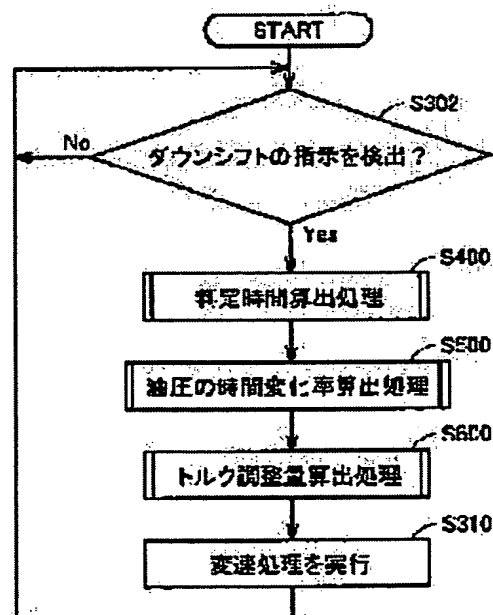 START
S302
ダウンシフトの指示を検出？
No
Yes
S400
判定時間算出処理
S500
油圧の時間変化率算出処理
S600
トルク調整量算出処理
S310
変速処理を実行